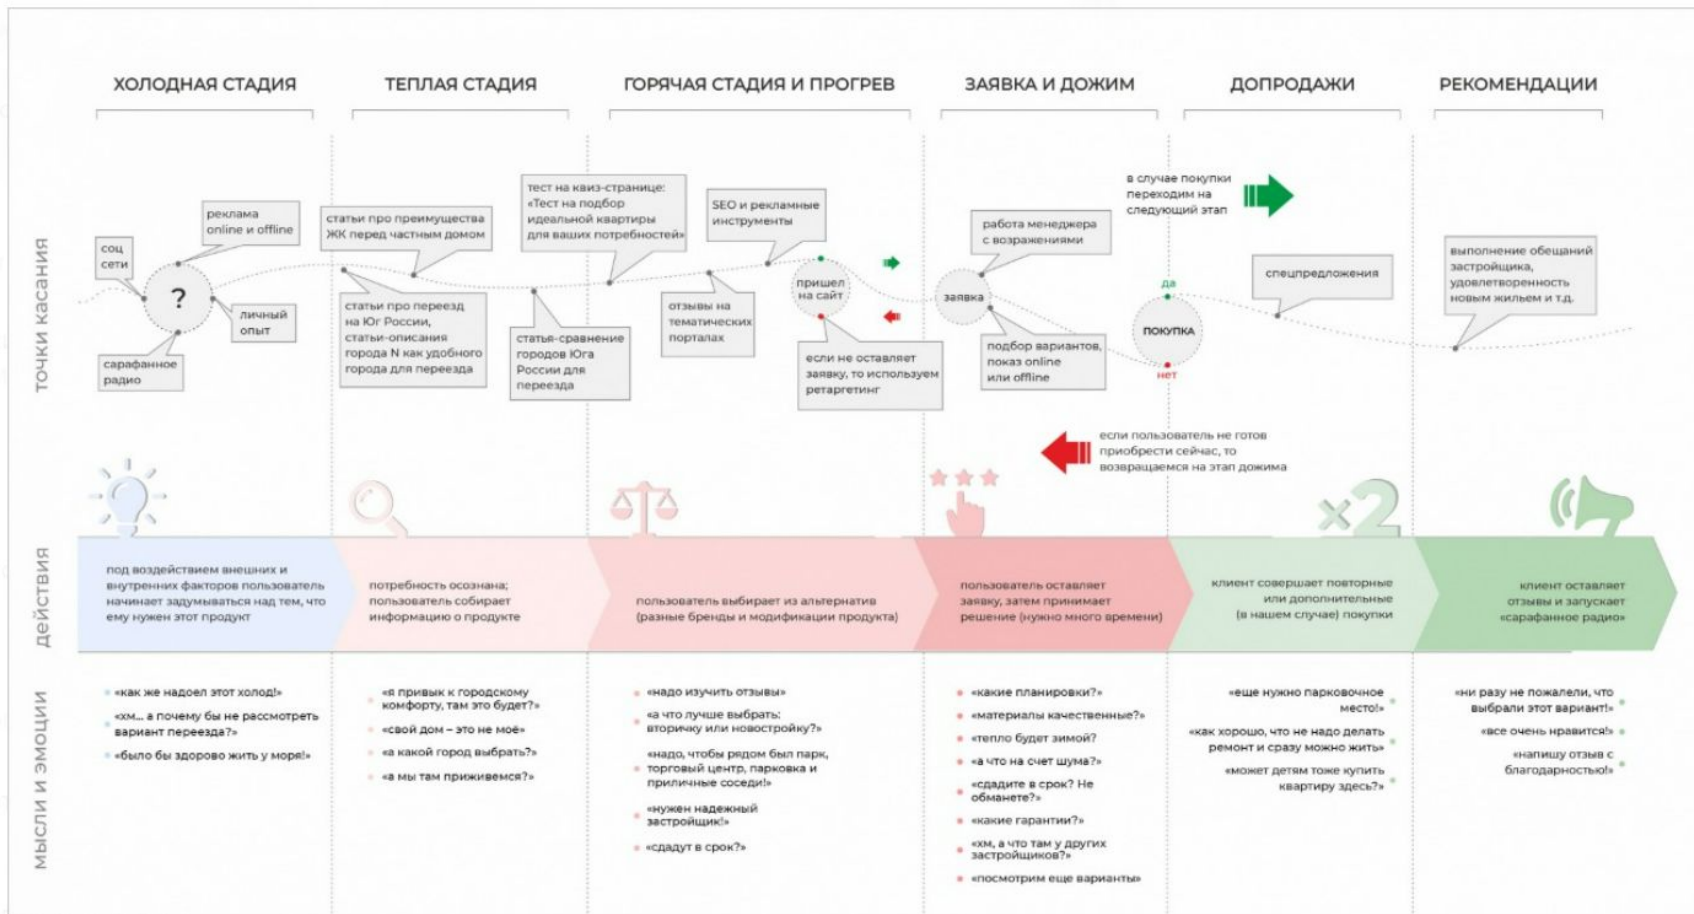 ХОЛОДНАЯ СТАДИЯ
ТЕПЛАЯ СТАДИЯ
ГОРЯЧАЯ СТАДИЯ И ПРОГРЕВ
ЗАЯВКА И ДОЖИМ
ДОПРОДАЖИ
РЕКОМЕНДАЦИИ
точки касания
соц
сети
реклама
online и offline
?
личный
опыт
сарафанное
радио
статьи про преимущества
ЖК перед частным домом
статьи про переезд
на Юг России,
статьи-описания
города N как удобного
города для переезда
тест на квиз-странице:
«Тест на подбор
идеальной квартиры
для ваших потребностей»
статья-сравнение
городов Юга
России для
переезда
SEO и рекламные
инструменты
отзывы на
тематических
порталах
пришел
на сайт
если не оставляет
заявку, то используем
ретаргетинг
заявка
работа менеджера
с возражениями
подбор вариантов,
показ online
или offline
в случае покупки
переходим на
следующий этап
да
ПОКУПКА
нет
если пользователь не готов
приобрести сейчас, то
возвращаемся на этап дожима
спецпредложения
выполнение обещаний
застройщика,
удовлетворенность
новым жильем и т.д.
действия
под воздействием внешних и
внутренних факторов пользователь
начинает задумываться над тем, что
ему нужен этот продукт
потребность осознана;
пользователь собирает
информацию о продукте
пользователь выбирает из альтернатив
(разные бренды и модификации продукта)
пользователь оставляет
заявку, затем принимает
решение (нужно много времени)
×2
клиент совершает повторные
или дополнительные
(в нашем случае) покупки
клиент оставляет
отзывы и запускает
«сарафанное радио»
мысли и эмоции
«как же надоел этот холод!»
«хм... а почему бы не рассмотреть
вариант переезда?»
«было бы здорово жить у моря!»
«я привык к городскому
комфорту, там это будет?»
«свой дом – это не моё»
«а какой город выбрать?»
«а мы там приживемся?»
«надо изучить отзывы»
«а что лучше выбрать:
вторичку или новостройку?»
«надо, чтобы рядом был парк,
торговый центр, парковка и
приличные соседи!»
«нужен надежный
застройщик!»
«сдадут в срок?»
«какие планировки?»
«материалы качественные?»
«тепло будет зимой?
«а что на счет шума?»
«сдадите в срок? Не
обманете?»
«какие гарантии?»
«хм, а что там у других
застройщиков?»
«посмотрим еще варианты»
«еще нужно парковочное
место!»
«как хорошо, что не надо делать
ремонт и сразу можно жить»
«может детям тоже купить
квартиру здесь?»
«ни разу не пожалели, что
выбрали этот вариант!»
«все очень нравится!»
«напишу отзыв с
благодарностью!»